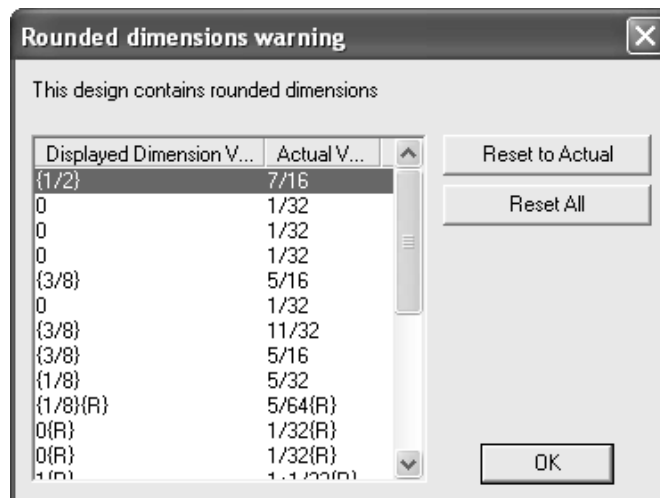 Rounded dimensions warning
This design contains rounded dimensions
Displayed Dimension V... Actual V...
{1/2} 7/16
0 1/32
0 1/32
0 1/32
{3/8} 5/16
0 1/32
{3/8} 11/32
{3/8} 5/16
{1/8} 5/32
{1/8}{R} 5/64{R}
0{R} 1/32{R}
0{R} 1/32{R}
Reset to Actual
Reset All
OK